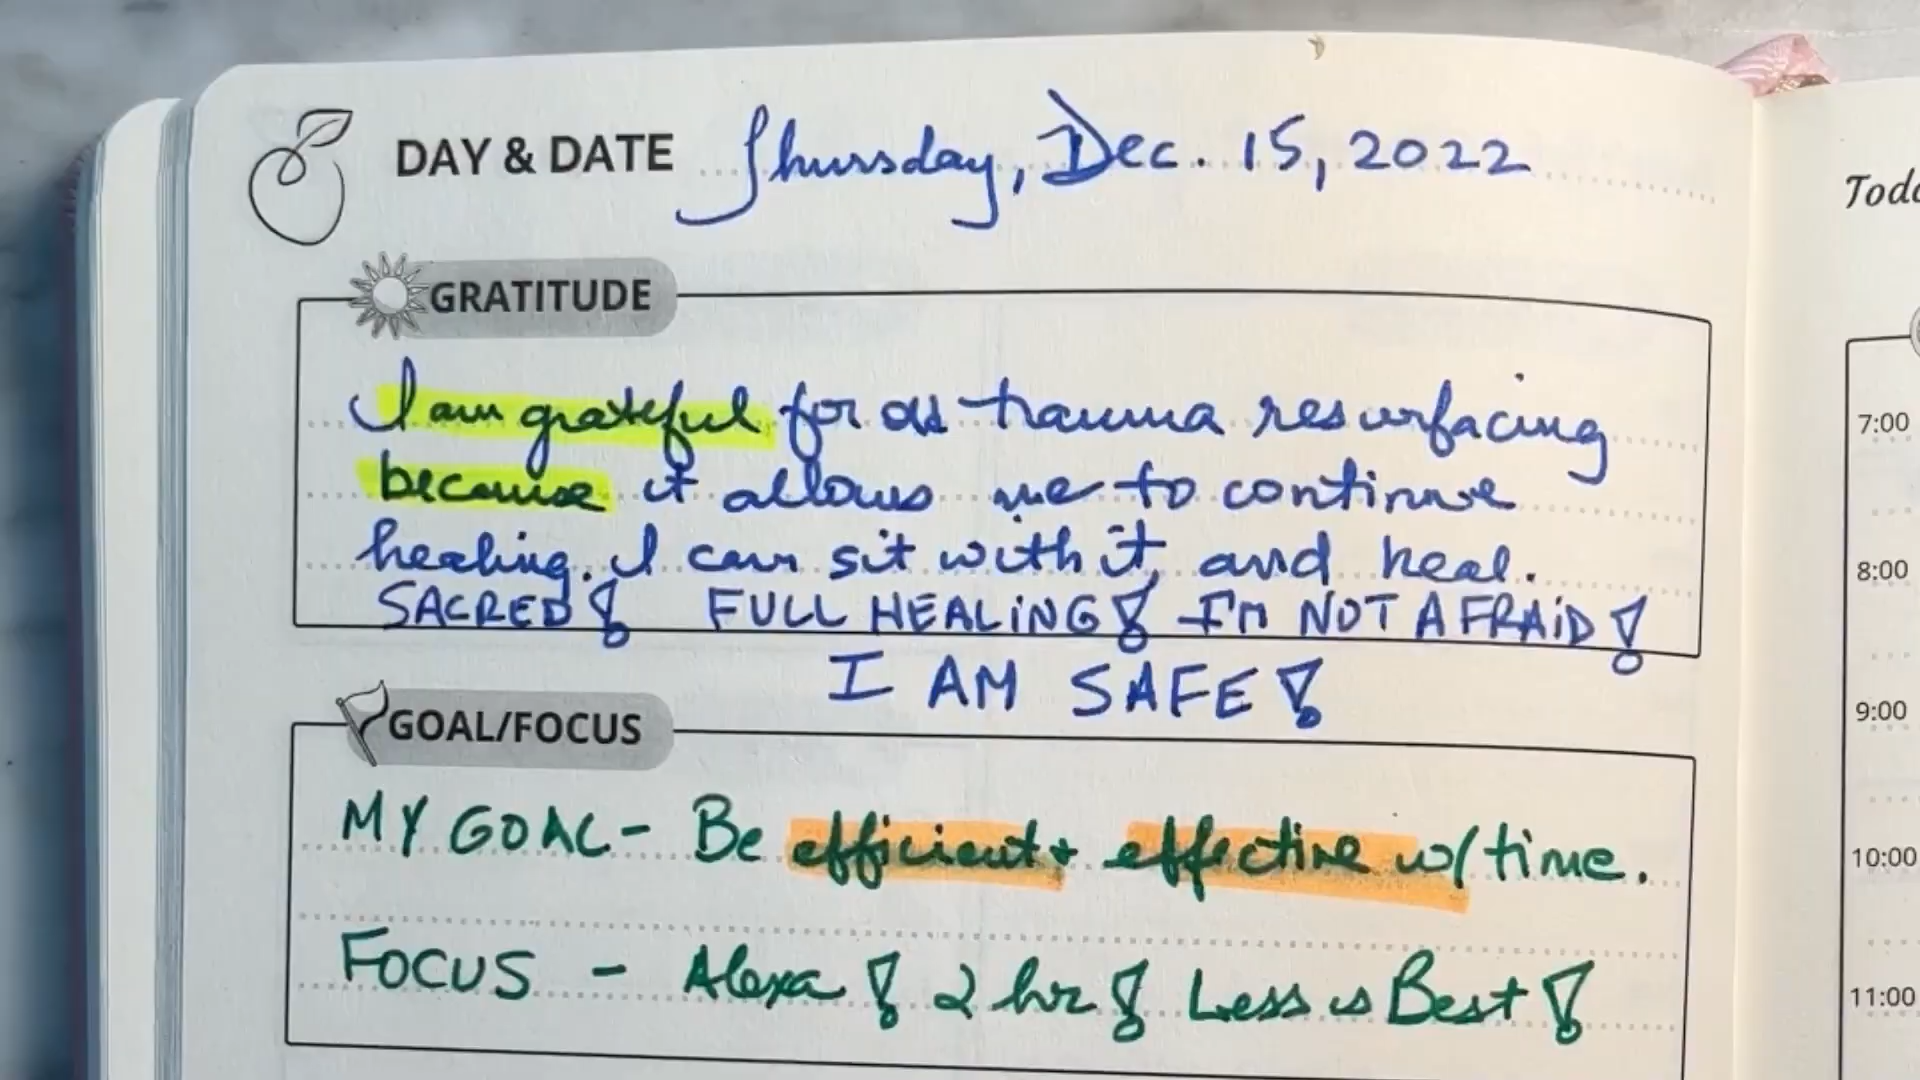 DAY & DATE Thursday, Dec. 15, 2022
GRATITUDE
I am grateful for old trauma resurfacing
because it allows me to continue
healing. I can sit with it, and heal.
SACRED! FULL HEALING! I'M NOT AFRAID!
I AM SAFE!
GOAL/FOCUS
MY GOAL - Be efficient + effective w/ time.
FOCUS - Alexa! 2 hr! Less is Best!
7:00
8:00
9:00
10:00
11:00